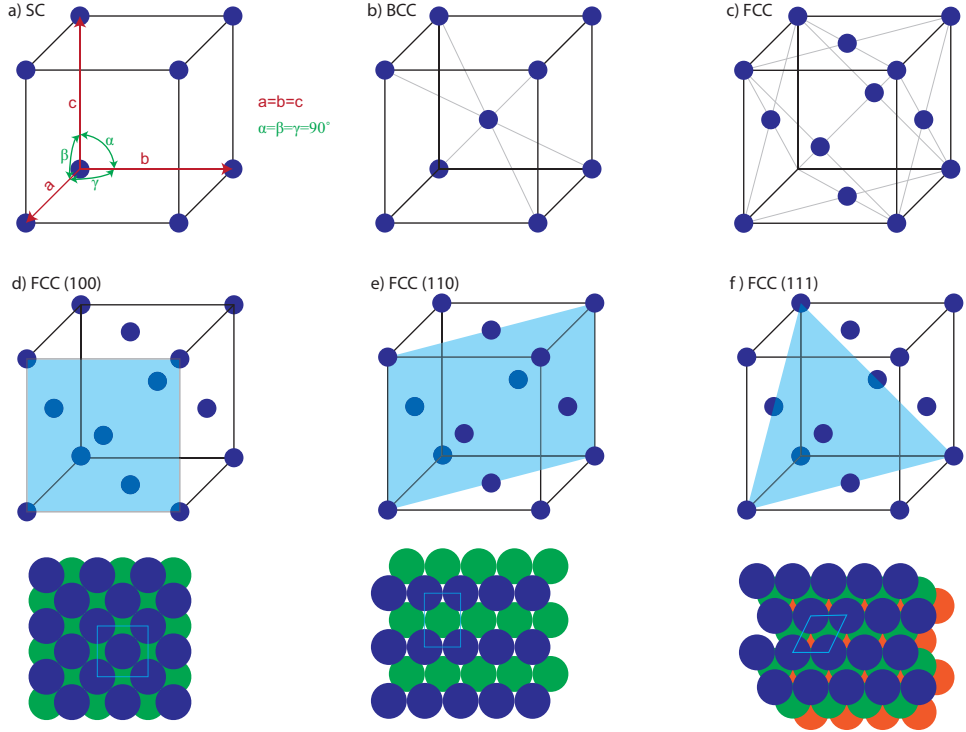 a) SC
b) BCC
c) FCC
c
a=b=c
α=β=γ=90°
α
β
b
a
γ
d) FCC (100)
e) FCC (110)
f ) FCC (111)